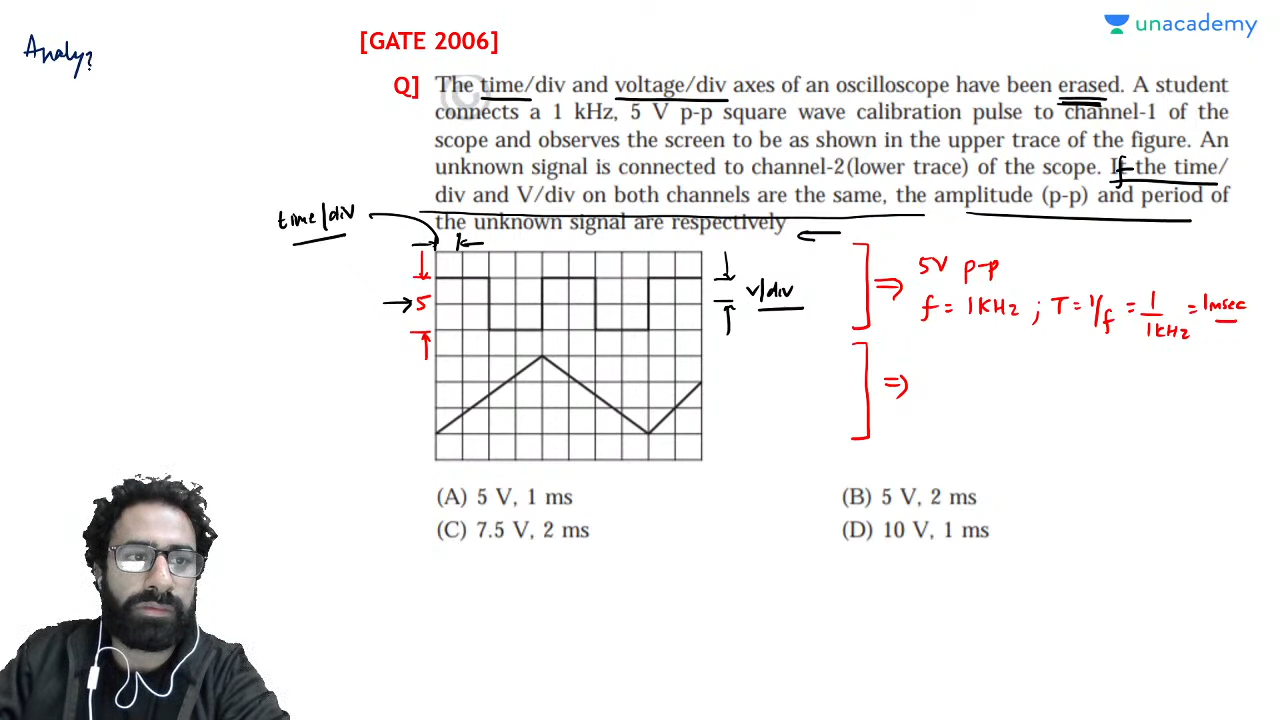 Analy?
[GATE 2006]
unacademy
Q] The time/div and voltage/div axes of an oscilloscope have been erased. A student
connects a 1 kHz, 5 V p-p square wave calibration pulse to channel-1 of the
scope and observes the screen to be as shown in the upper trace of the figure. An
unknown signal is connected to channel-2(lower trace) of the scope. If the time/
div and V/div on both channels are the same, the amplitude (p-p) and period of
the unknown signal are respectively
time/div
5
v/div
⇒ 5V p-p
f = 1KHz ; T = 1/f = 1/1KHz = 1msec
⇒
(A) 5 V, 1 ms
(B) 5 V, 2 ms
(C) 7.5 V, 2 ms
(D) 10 V, 1 ms